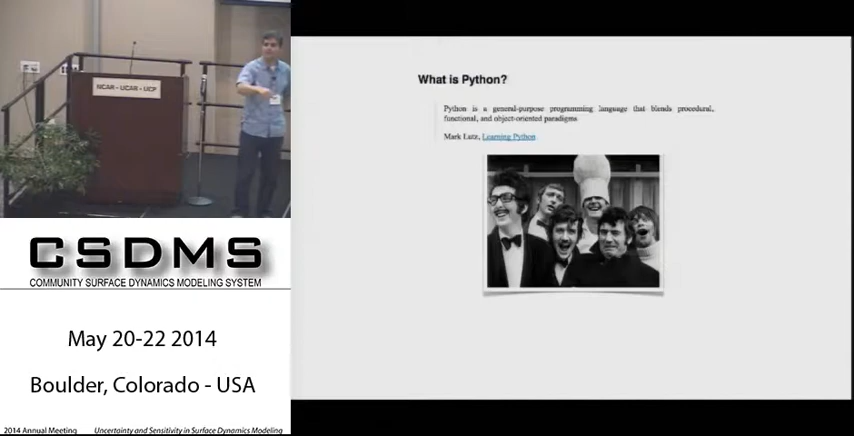 NCAR - UCAR - UCP
CSDMS
COMMUNITY SURFACE DYNAMICS MODELING SYSTEM
May 20-22 2014
Boulder, Colorado - USA
2014 Annual Meeting Uncertainty and Sensitivity in Surface Dynamics Modeling
What is Python?
Python is a general-purpose programming language that blends procedural,
functional, and object-oriented paradigms
Mark Lutz, Learning Python